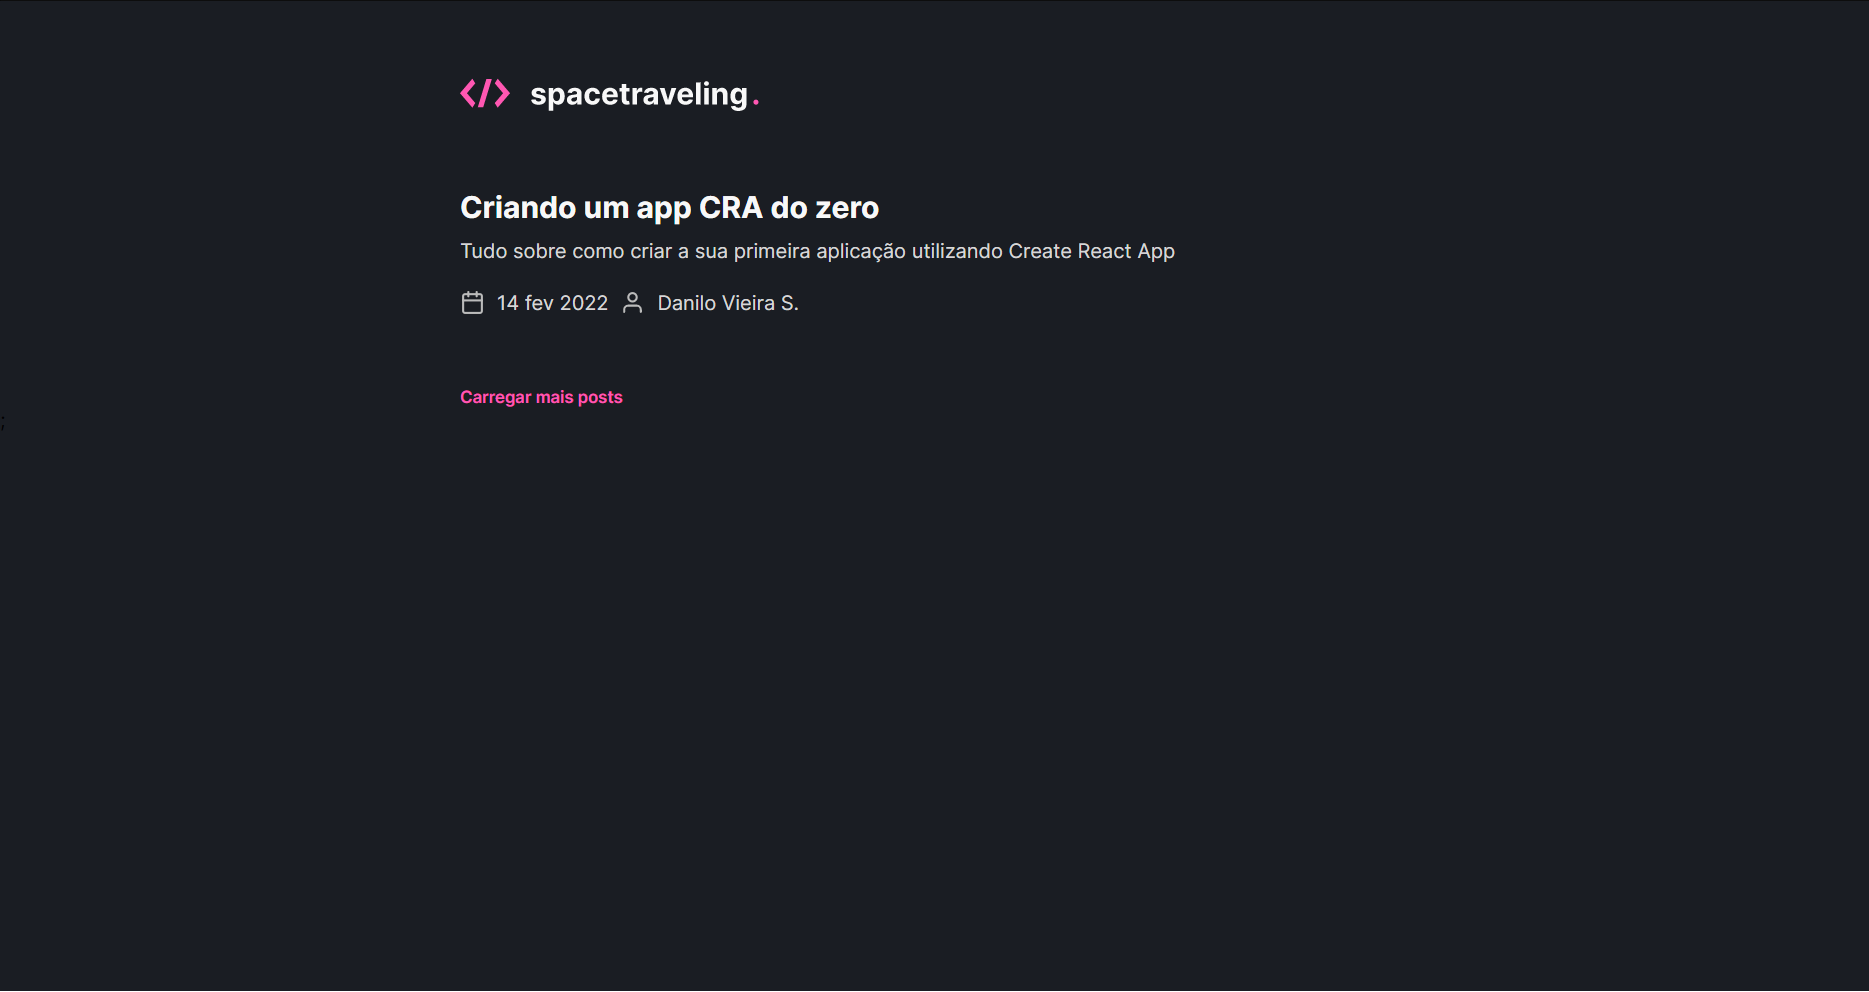 </> spacetraveling.
Criando um app CRA do zero
Tudo sobre como criar a sua primeira aplicação utilizando Create React App
14 fev 2022 Danilo Vieira S.
Carregar mais posts
;